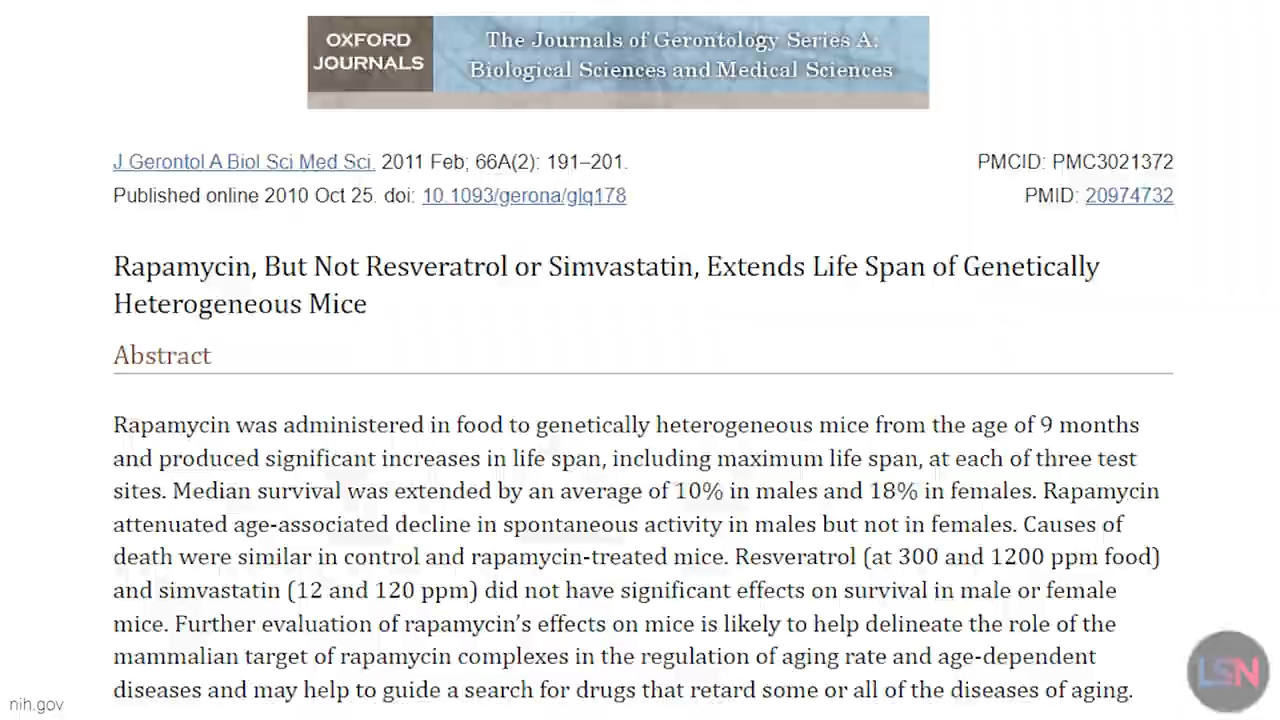 OXFORD JOURNALS
The Journals of Gerontology Series A:
Biological Sciences and Medical Sciences
J Gerontol A Biol Sci Med Sci. 2011 Feb; 66A(2): 191–201.
PMCID: PMC3021372
Published online 2010 Oct 25. doi: 10.1093/gerona/glq178
PMID: 20974732
Rapamycin, But Not Resveratrol or Simvastatin, Extends Life Span of Genetically
Heterogeneous Mice
Abstract
Rapamycin was administered in food to genetically heterogeneous mice from the age of 9 months
and produced significant increases in life span, including maximum life span, at each of three test
sites. Median survival was extended by an average of 10% in males and 18% in females. Rapamycin
attenuated age-associated decline in spontaneous activity in males but not in females. Causes of
death were similar in control and rapamycin-treated mice. Resveratrol (at 300 and 1200 ppm food)
and simvastatin (12 and 120 ppm) did not have significant effects on survival in male or female
mice. Further evaluation of rapamycin's effects on mice is likely to help delineate the role of the
mammalian target of rapamycin complexes in the regulation of aging rate and age-dependent
diseases and may help to guide a search for drugs that retard some or all of the diseases of aging.
nih.gov
LSN